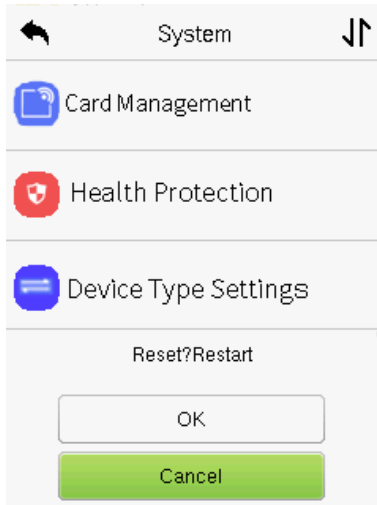 System
Card Management
Health Protection
Device Type Settings
Reset?Restart
OK
Cancel